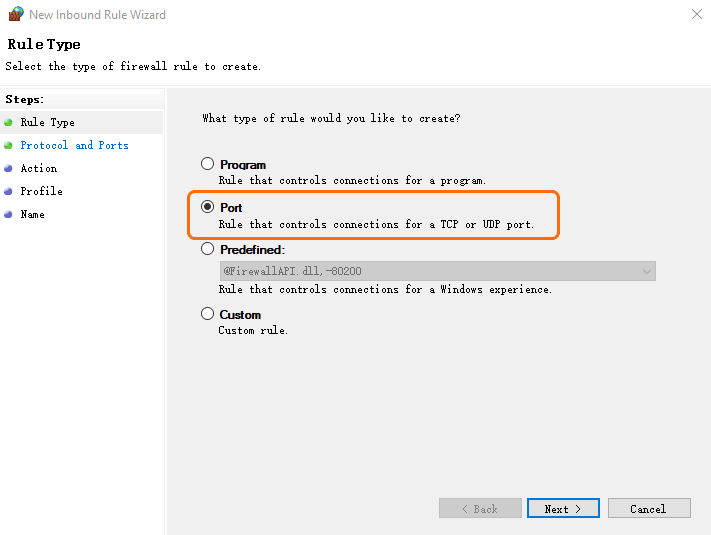 New Inbound Rule Wizard
Rule Type
Select the type of firewall rule to create.
Steps:
Rule Type
Protocol and Ports
Action
Profile
Name
What type of rule would you like to create?
Program
Rule that controls connections for a program.
Port
Rule that controls connections for a TCP or UDP port.
Predefined:
@FirewallAPI.dll,-80200
Rule that controls connections for a Windows experience.
Custom
Custom rule.
< Back
Next >
Cancel